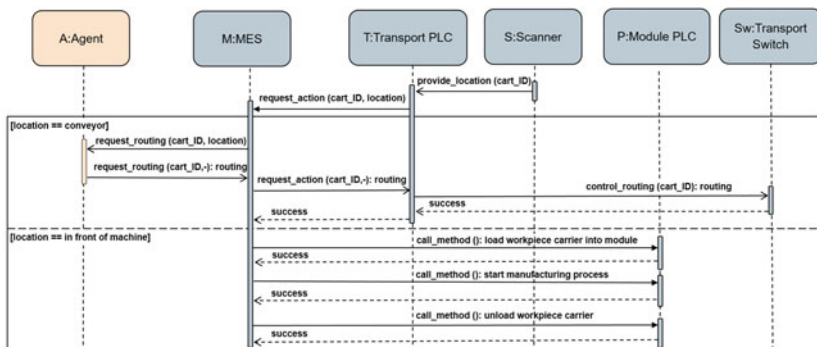 A:Agent
M:MES
T:Transport PLC
S:Scanner
P:Module PLC
Sw:Transport
Switch
provide_location (cart_ID)
request_action (cart_ID, location)
[location == conveyor]
request_routing (cart_ID, location)
request_routing (cart_ID,-): routing
request_action (cart_ID,-): routing
control_routing (cart_ID): routing
success
success
[location == in front of machine]
call_method (): load workpiece carrier into module
success
call_method (): start manufacturing process
success
call_method (): unload workpiece carrier
success